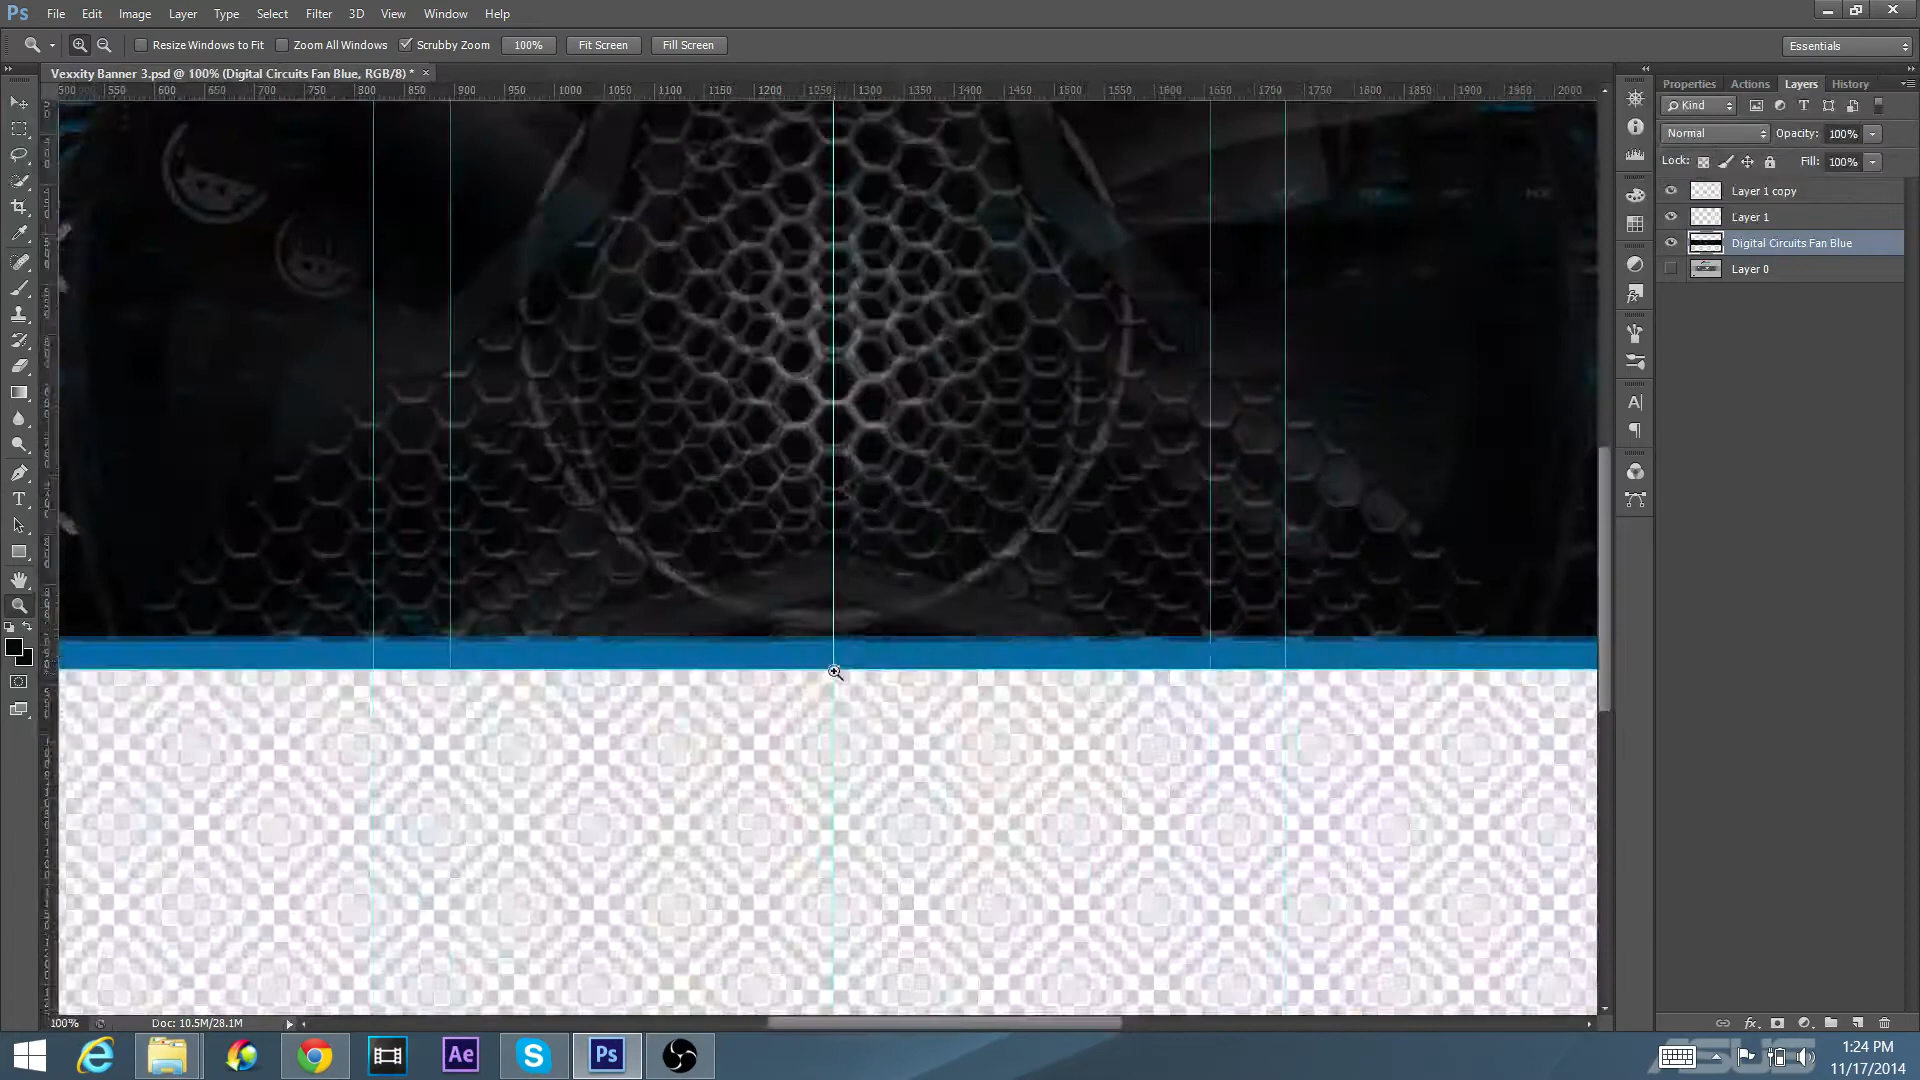 Ps File Edit Image Layer Type Select Filter 3D View Window Help
Resize Windows to Fit Zoom All Windows Scrubby Zoom 100% Fit Screen Fill Screen Essentials
Vexxity Banner 3.psd @ 100% (Digital Circuits Fan Blue, RGB/8) * ×
500 550 600 650 700 750 800 850 900 950 1000 1050 1100 1150 1200 1250 1300 1350 1400 1450 1500 1550 1600 1650 1700 1750 1800 1850 1900 1950 2000
Properties Actions Layers History
Kind
Normal Opacity: 100%
Lock: Fill: 100%
Layer 1 copy
Layer 1
Digital Circuits Fan Blue
Layer 0
100% Doc: 10.5M/28.1M
Ae Ps
1:24 PM
11/17/2014
ASUS